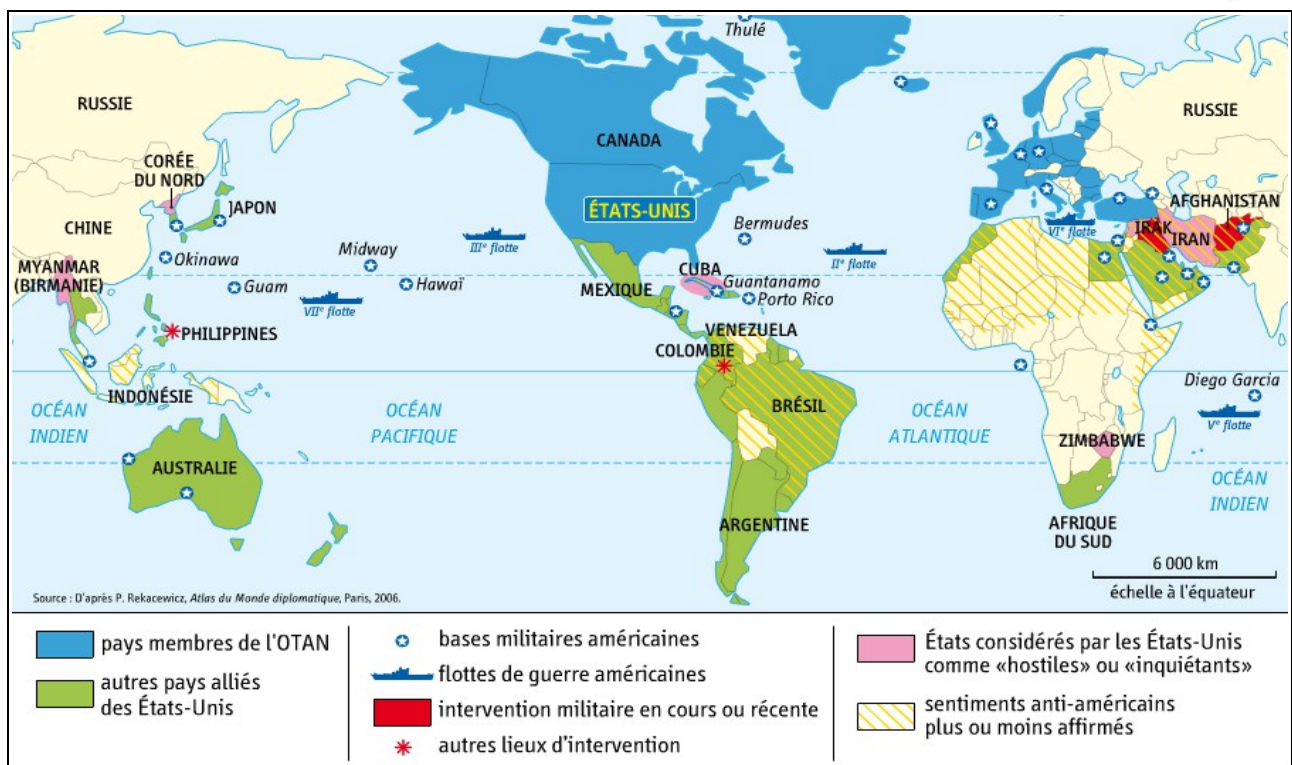 Thulé
RUSSIE
RUSSIE
CANADA
CORÉE
DU NORD
JAPON
ÉTATS-UNIS
AFGHANISTAN
CHINE
Bermudes
IIIe flotte
VIe flotte
IRAK
IRAN
Midway
IIe flotte
Okinawa
MYANMAR
(BIRMANIE)
CUBA
Guam
Hawaï
MEXIQUE
Guantanamo
Porto Rico
VIIe flotte
PHILIPPINES
VENEZUELA
COLOMBIE
Diego Garcia
INDONÉSIE
OCÉAN
INDIEN
OCÉAN
PACIFIQUE
BRÉSIL
OCÉAN
ATLANTIQUE
Ve flotte
ZIMBABWE
AUSTRALIE
OCÉAN
INDIEN
ARGENTINE
AFRIQUE
DU SUD
6 000 km
échelle à l'équateur
Source : D'après P. Rekacewicz, Atlas du Monde diplomatique, Paris, 2006.
pays membres de l'OTAN
autres pays alliés
des États-Unis
bases militaires américaines
flottes de guerre américaines
intervention militaire en cours ou récente
autres lieux d'intervention
États considérés par les États-Unis
comme «hostiles» ou «inquiétants»
sentiments anti-américains
plus ou moins affirmés